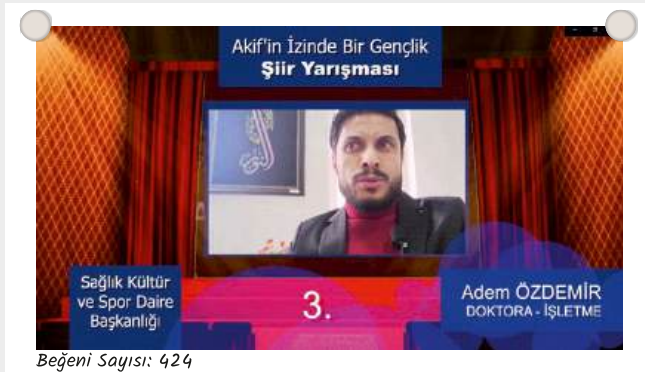 Akif'in İzinde Bir Gençlik
Şiir Yarışması
Sağlık Kültür
ve Spor Daire
Başkanlığı
3.
Adem ÖZDEMİR
DOKTORA - İŞLETME
Beğeni Sayısı: 424